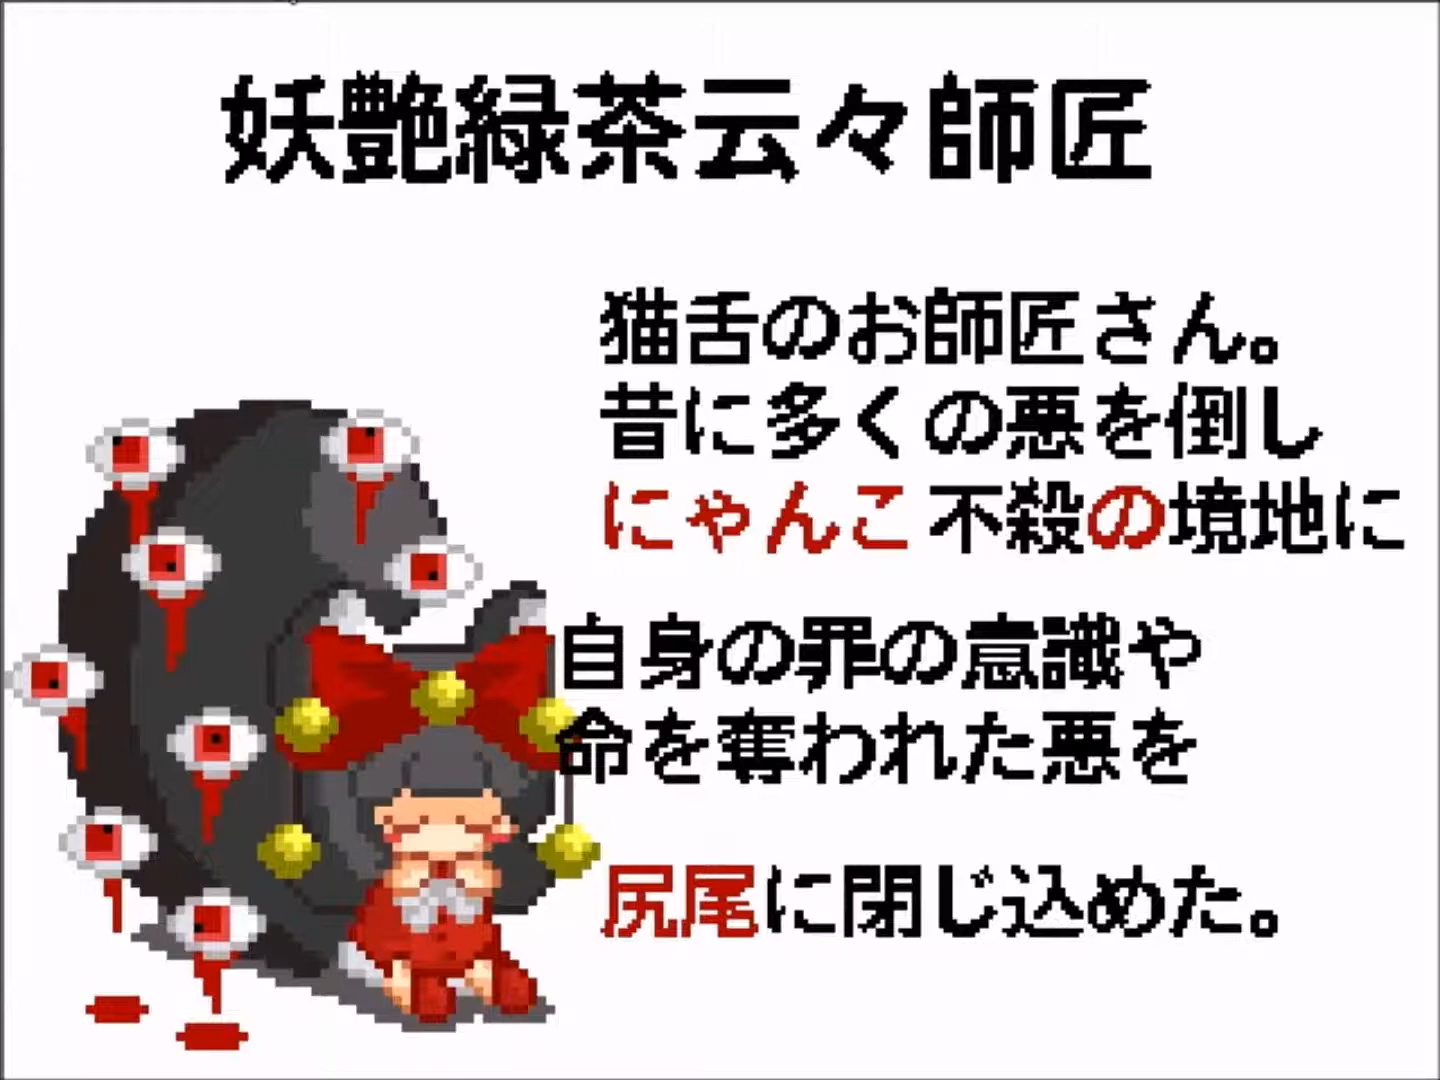 妖艶緑茶云々師匠
猫舌のお師匠さん。
昔に多くの悪を倒し
にゃんこ不殺の境地に
自身の罪の意識や
命を奪われた悪を
尻尾に閉じ込めた。